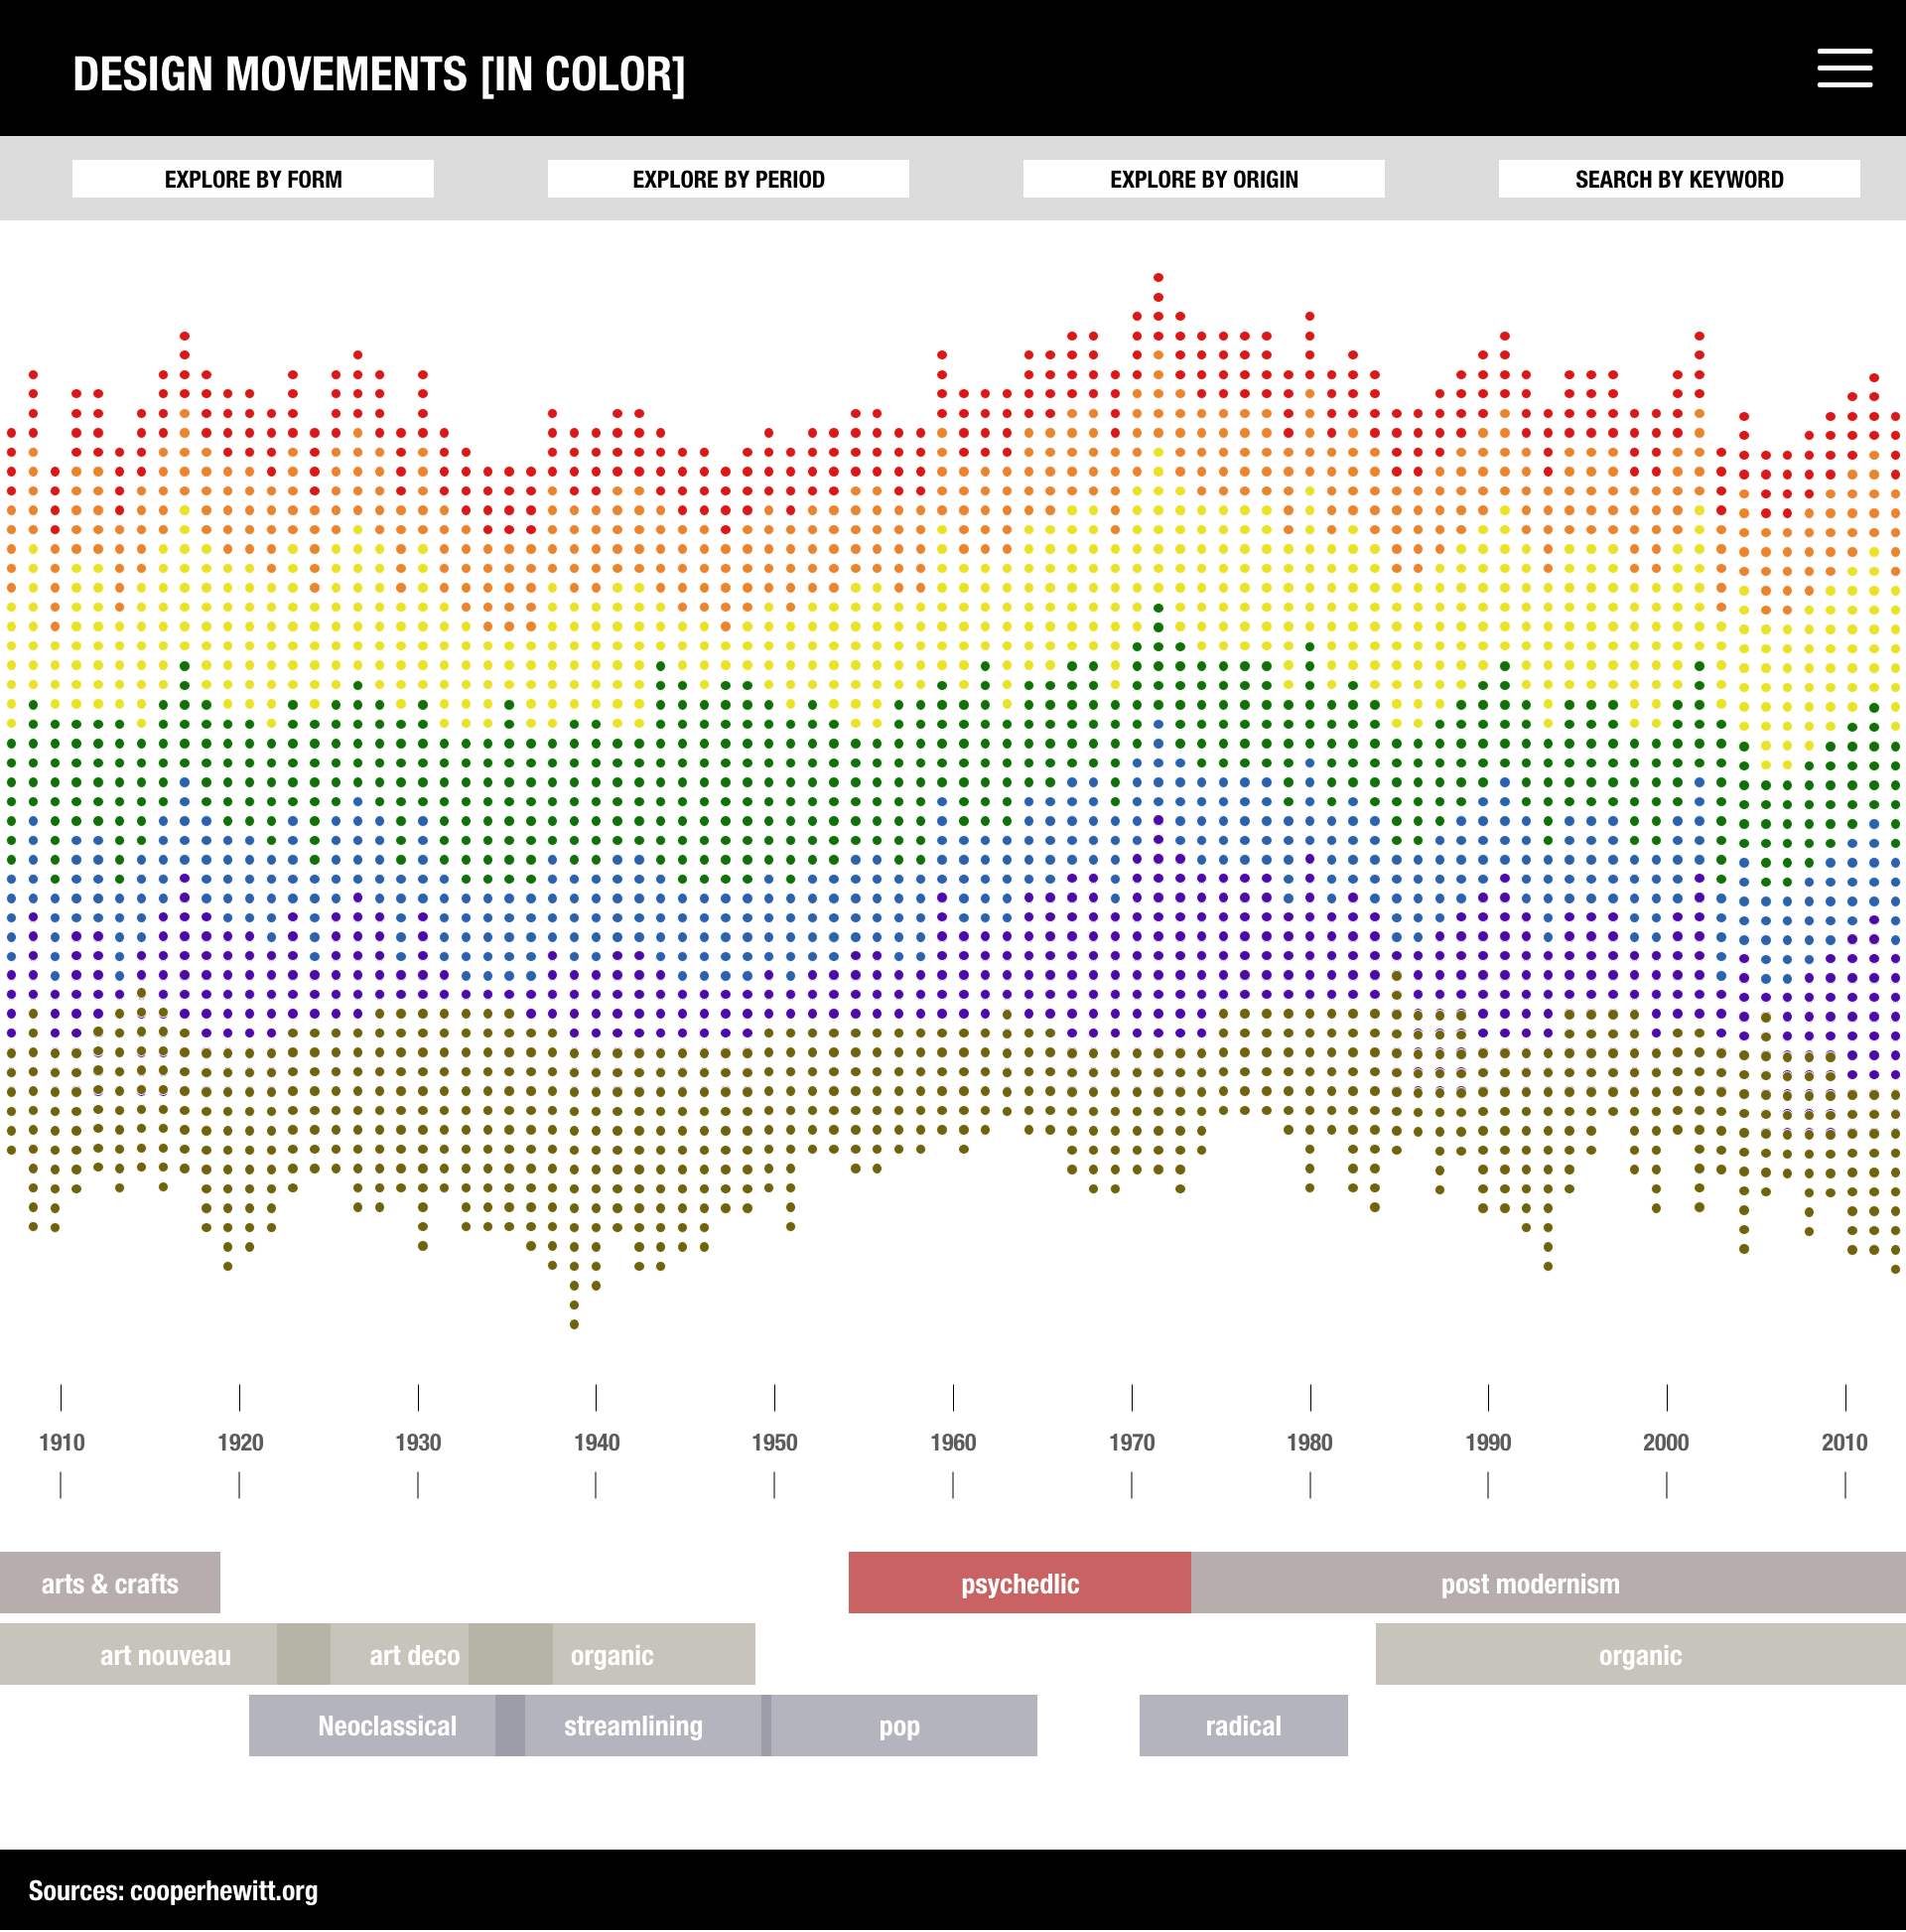 DESIGN MOVEMENTS [IN COLOR]
EXPLORE BY FORM
EXPLORE BY PERIOD
EXPLORE BY ORIGIN
SEARCH BY KEYWORD
1910 1920 1930 1940 1950 1960 1970 1980 1990 2000 2010
arts & crafts
psychedlic
post modernism
art nouveau
art deco
organic
organic
Neoclassical
streamlining
pop
radical
Sources: cooperhewitt.org